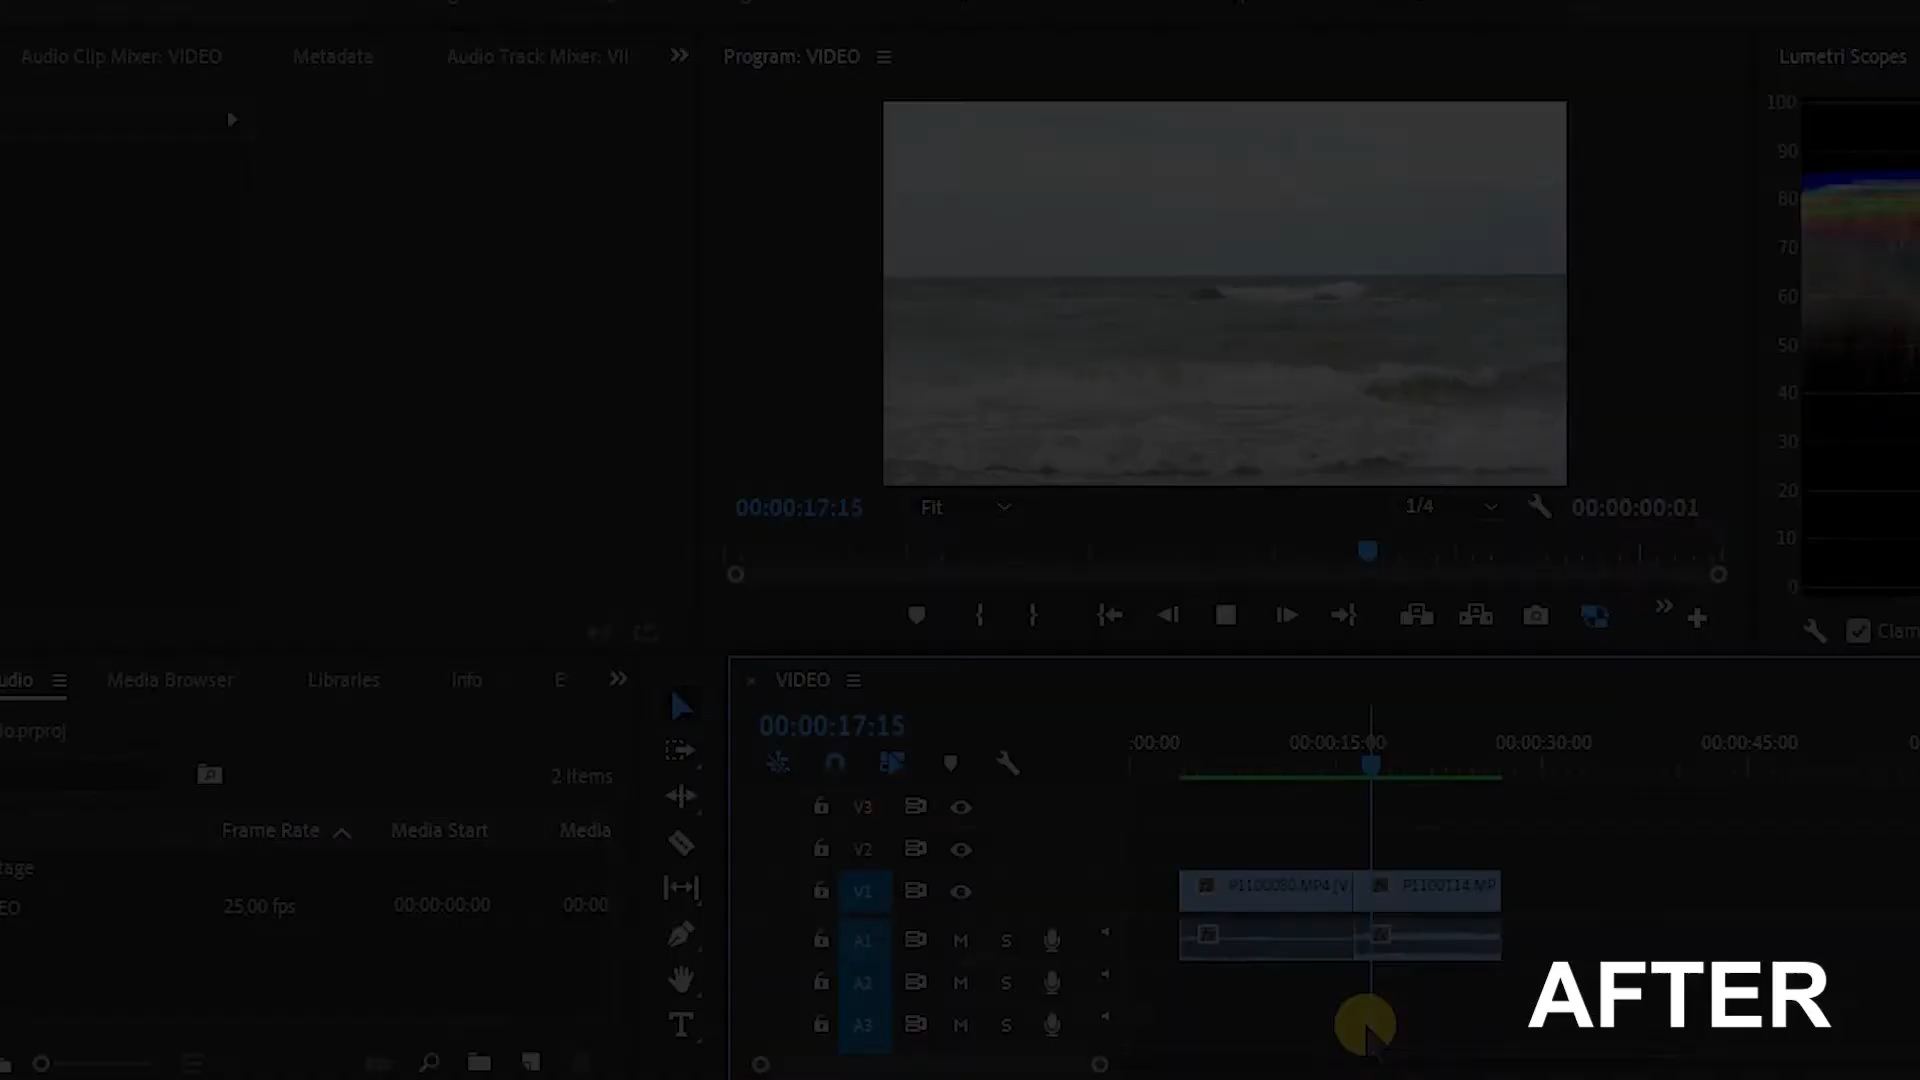 Audio Clip Mixer: VIDEO
Metadata
Audio Track Mixer: VII
Program: VIDEO
Lumetri Scopes
100
90
80
70
60
50
40
30
20
10
0
00:00:17:15
Fit
1/4
00:00:00:01
Clam
udio
Media Browser
Libraries
Info
E
io.prproj
2 Items
Frame Rate
Media Start
Media
tage
EO
25.00 fps
00:00:00:00
00:00
T
VIDEO
00:00:17:15
:00:00
00:00:15:00
00:00:30:00
00:00:45:00
V3
V2
V1
P1100080.MP4 [V
P1100114.MP
A1
M
S
A2
M
S
A3
M
S
AFTER